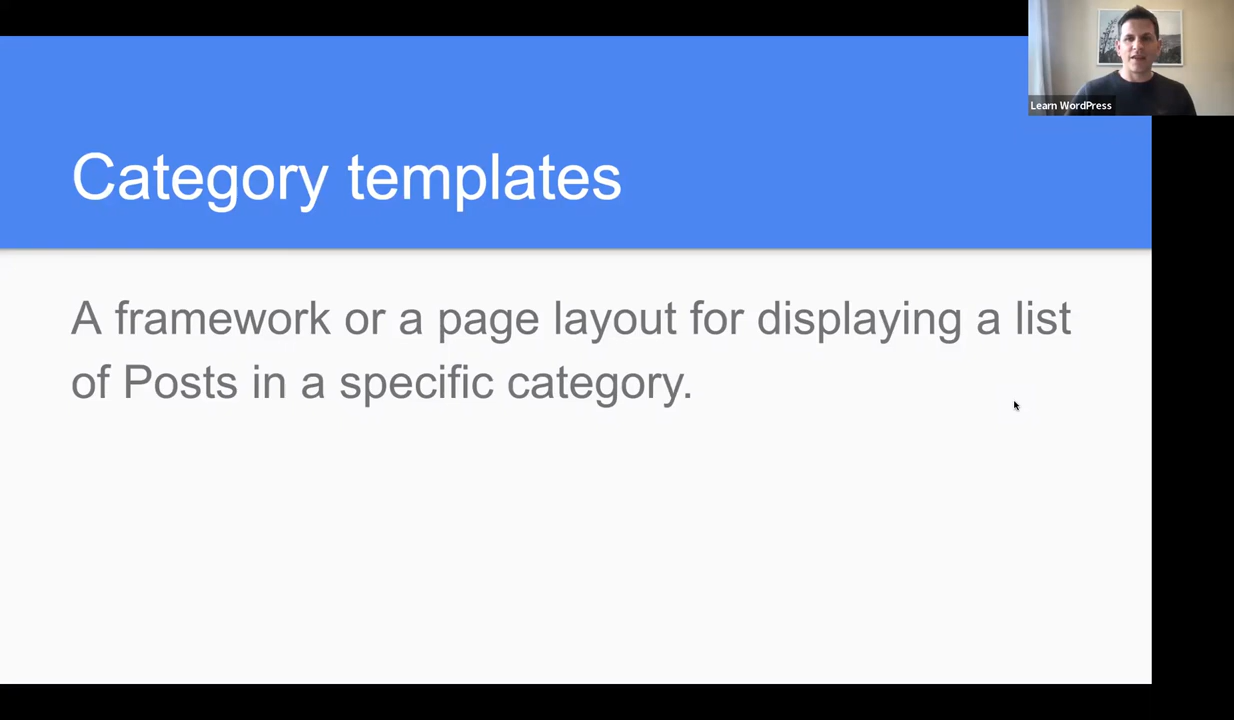 Learn WordPress
Category templates
A framework or a page layout for displaying a list
of Posts in a specific category.